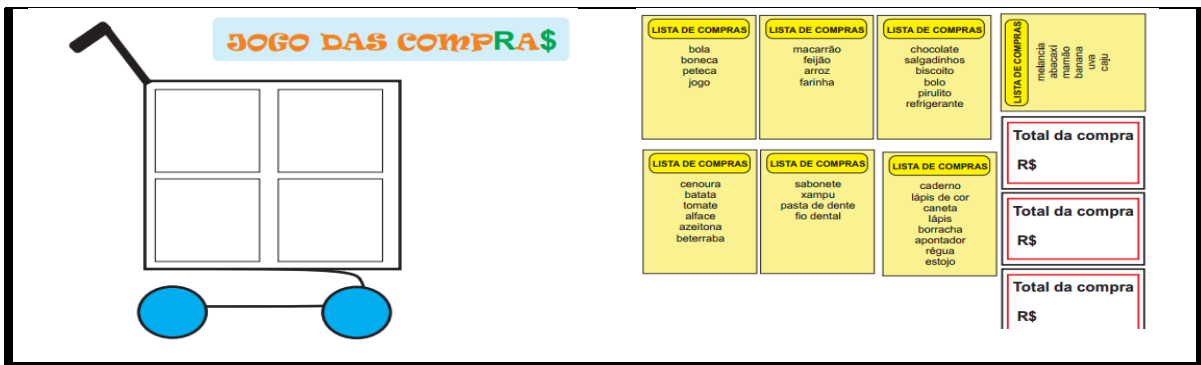 JOGO DAS COMPRA$
LISTA DE COMPRAS
bola
boneca
peteca
jogo
LISTA DE COMPRAS
macarrão
feijão
arroz
farinha
LISTA DE COMPRAS
chocolate
salgadinhos
biscoito
bolo
pirulito
refrigerante
LISTA DE COMPRAS
melancia
abacaxi
mamão
banana
uva
caju
LISTA DE COMPRAS
cenoura
batata
tomate
alface
azeitona
beterraba
LISTA DE COMPRAS
sabonete
xampu
pasta de dente
fio dental
LISTA DE COMPRAS
caderno
lápis de cor
caneta
lápis
borracha
apontador
régua
estojo
Total da compra
R$
Total da compra
R$
Total da compra
R$